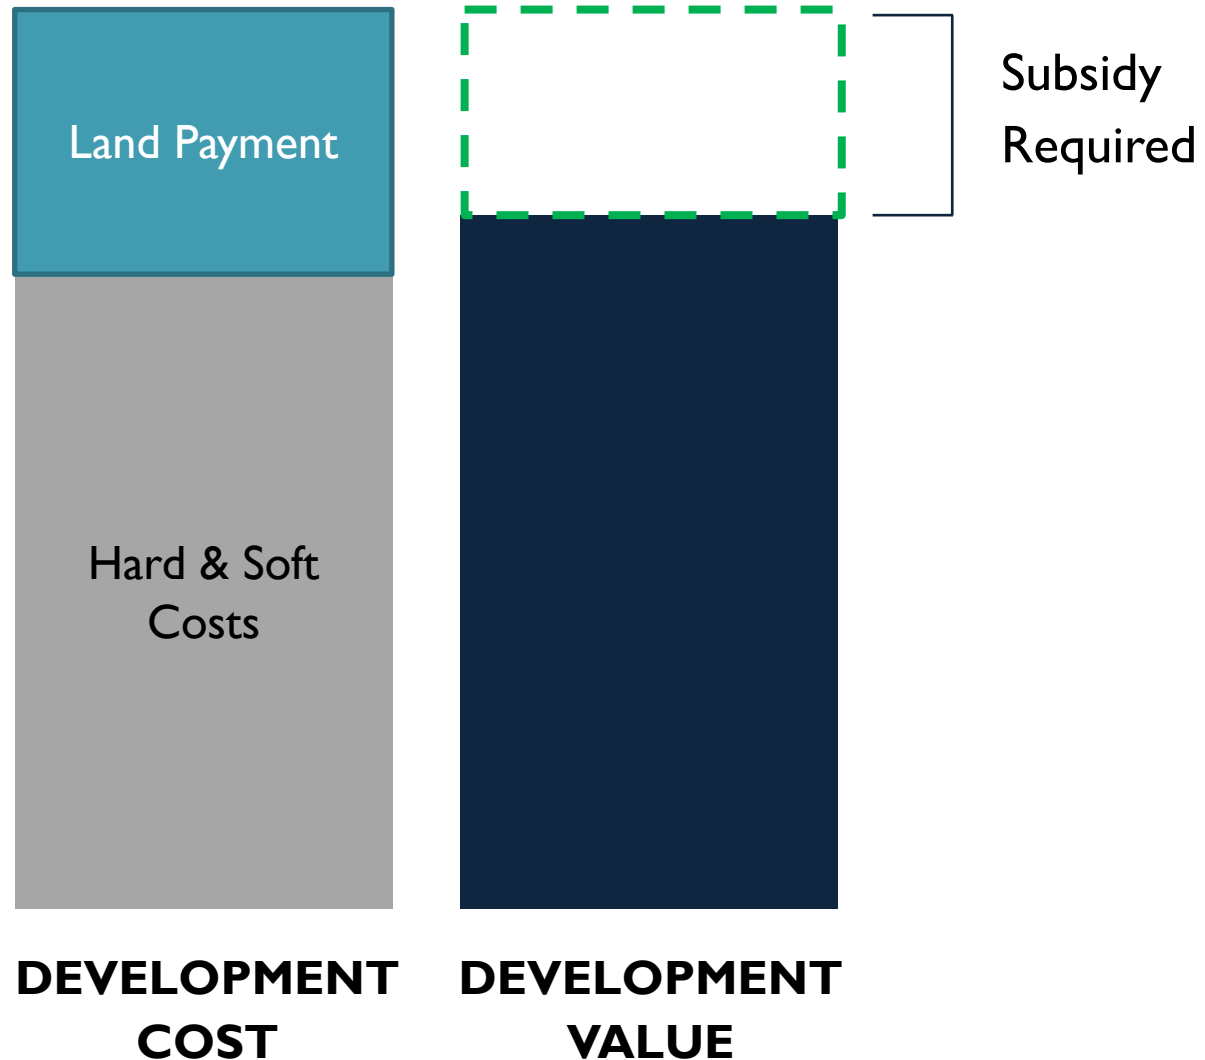 Land Payment
Hard & Soft
Costs
Subsidy
Required
DEVELOPMENT
COST
DEVELOPMENT
VALUE